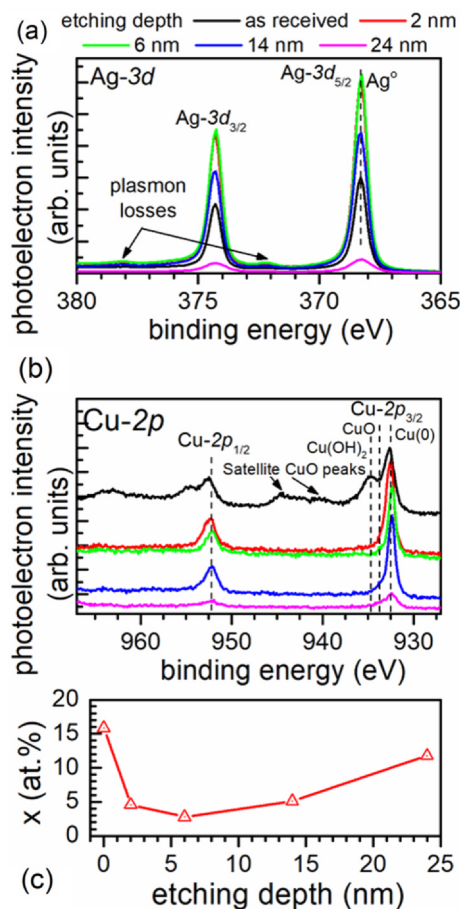 (a) etching depth as received 2 nm
6 nm 14 nm 24 nm
Ag-3d
Ag-3d5/2 Ag°
Ag-3d3/2
plasmon
losses
photoelectron intensity
(arb. units)
380 375 370 365
binding energy (eV)
(b)
Cu-2p
Cu-2p3/2
CuO
Cu(OH)2
Cu(0)
Cu-2p1/2
Satellite CuO peaks
photoelectron intensity
(arb. units)
960 950 940 930
binding energy (eV)
20
15
10
5
0
x (at.%)
0 5 10 15 20 25
etching depth (nm)
(c)